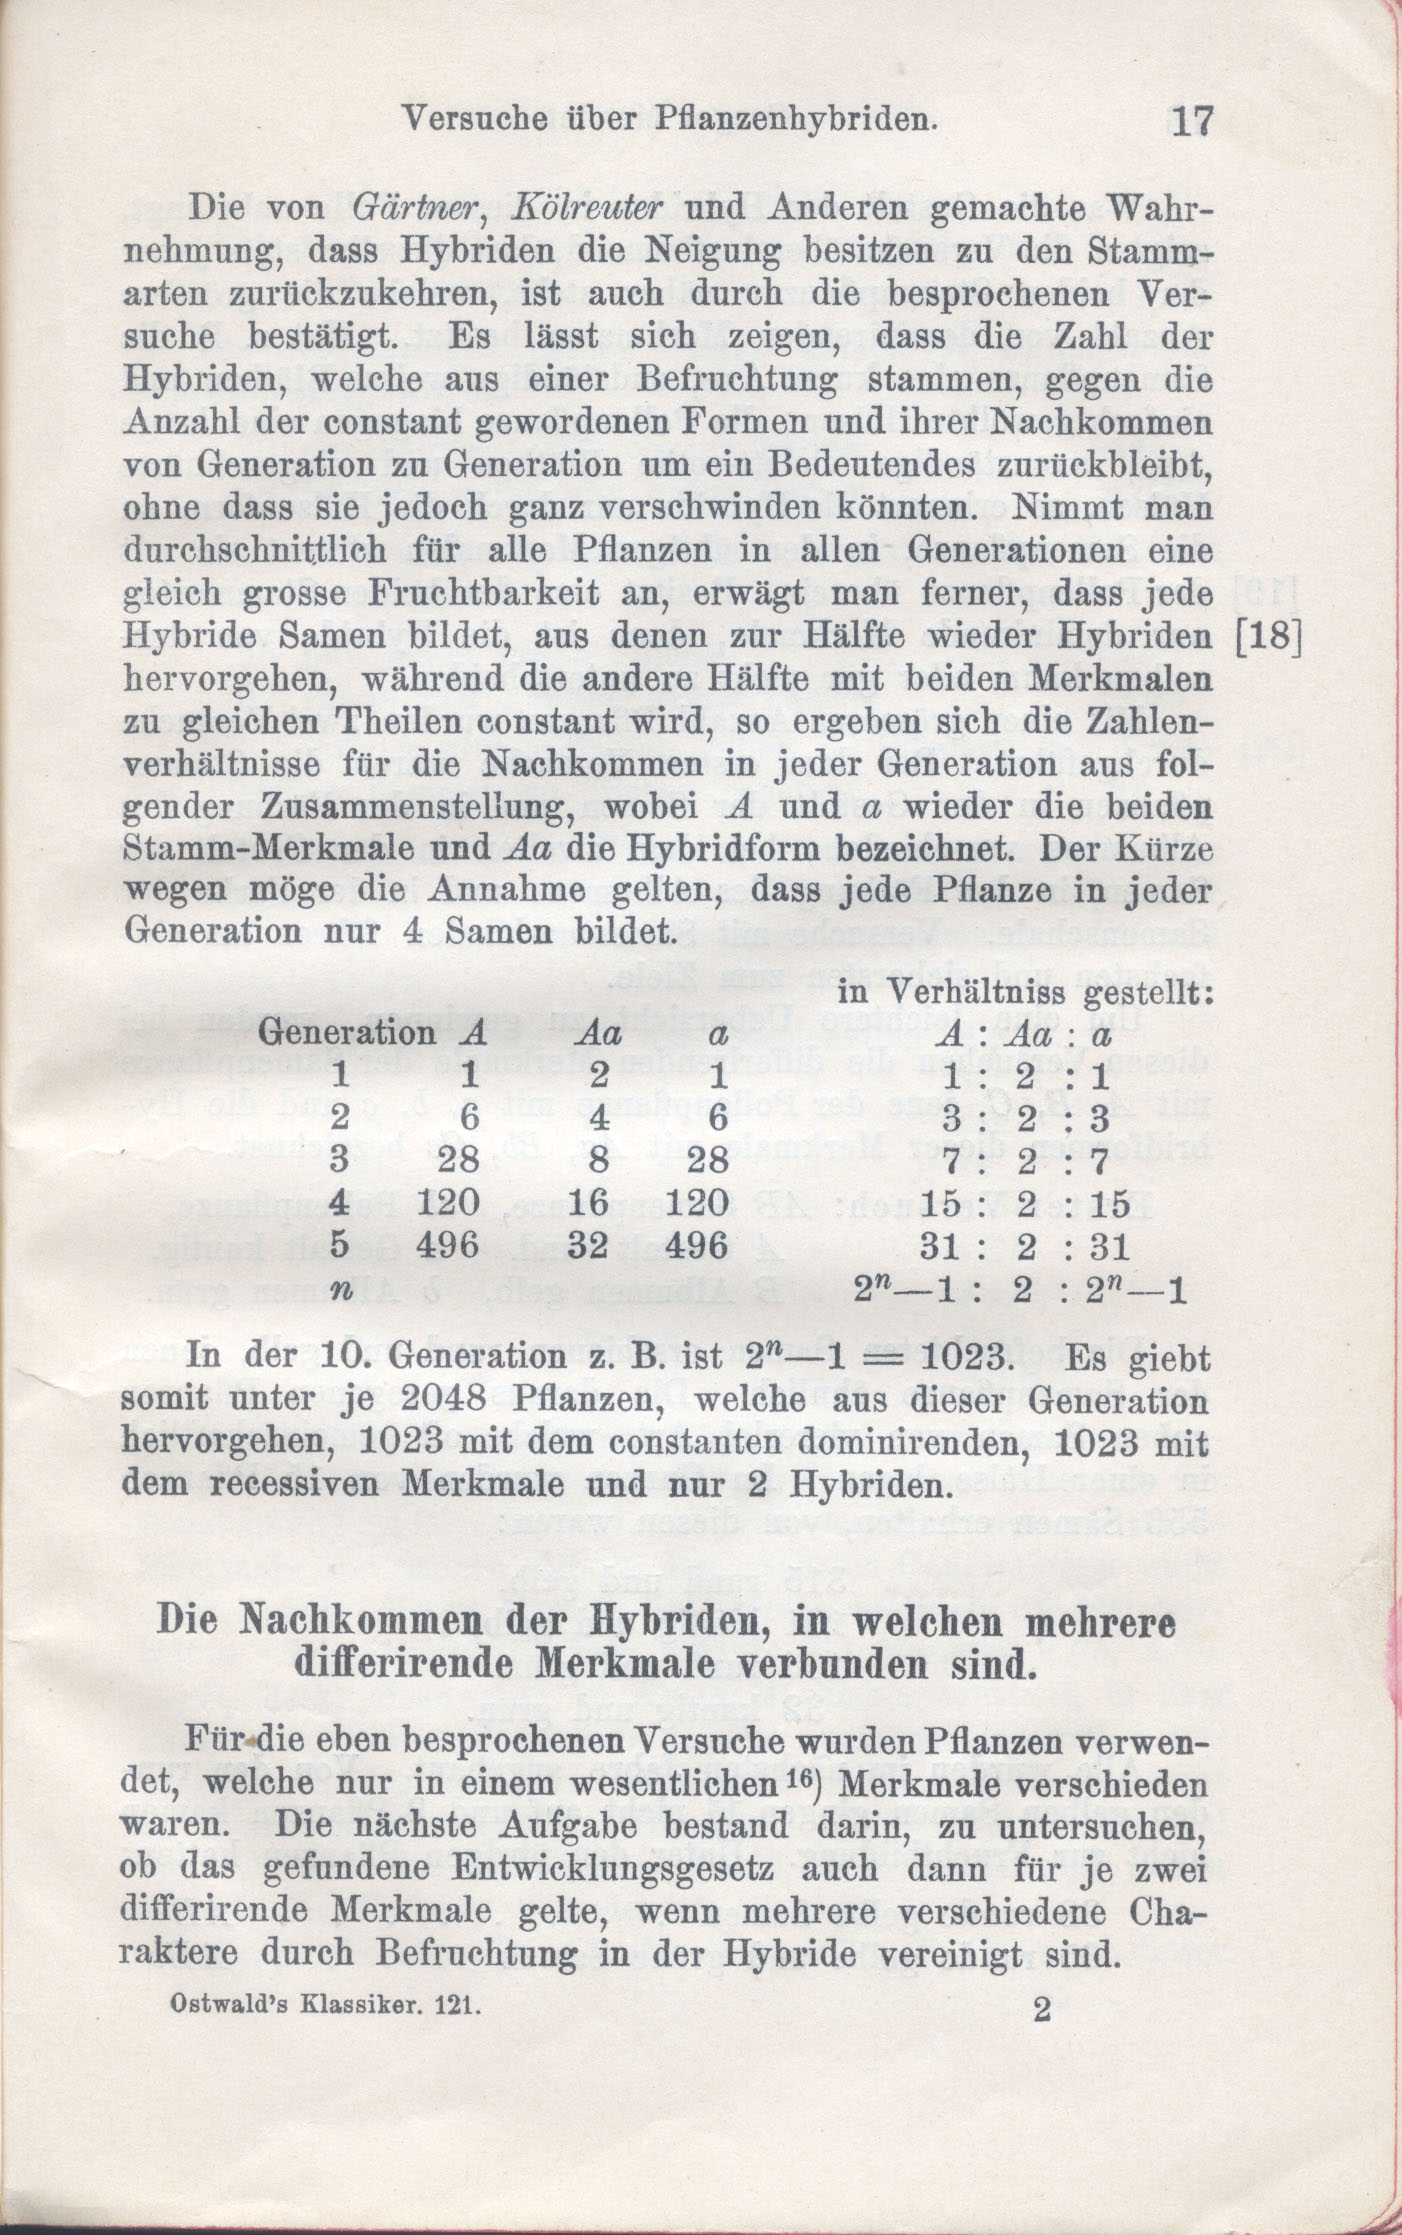 Versuche über Pflanzenhybriden. 17
Die von Gärtner, Kölreuter und Anderen gemachte Wahr-
nehmung, dass Hybriden die Neigung besitzen zu den Stamm-
arten zurückzukehren, ist auch durch die besprochenen Ver-
suche bestätigt. Es lässt sich zeigen, dass die Zahl der
Hybriden, welche aus einer Befruchtung stammen, gegen die
Anzahl der constant gewordenen Formen und ihrer Nachkommen
von Generation zu Generation um ein Bedeutendes zurückbleibt,
ohne dass sie jedoch ganz verschwinden könnten. Nimmt man
durchschnittlich für alle Pflanzen in allen Generationen eine
gleich grosse Fruchtbarkeit an, erwägt man ferner, dass jede
Hybride Samen bildet, aus denen zur Hälfte wieder Hybriden [18]
hervorgehen, während die andere Hälfte mit beiden Merkmalen
zu gleichen Theilen constant wird, so ergeben sich die Zahlen-
verhältnisse für die Nachkommen in jeder Generation aus fol-
gender Zusammenstellung, wobei A und a wieder die beiden
Stamm-Merkmale und Aa die Hybridform bezeichnet. Der Kürze
wegen möge die Annahme gelten, dass jede Pflanze in jeder
Generation nur 4 Samen bildet.
in Verhältniss gestellt:
Generation A Aa a A : Aa : a
1 1 2 1 1 : 2 : 1
2 6 4 6 3 : 2 : 3
3 28 8 28 7 : 2 : 7
4 120 16 120 15 : 2 : 15
5 496 32 496 31 : 2 : 31
n 2ⁿ—1 : 2 : 2ⁿ—1
In der 10. Generation z. B. ist 2ⁿ—1 = 1023. Es giebt
somit unter je 2048 Pflanzen, welche aus dieser Generation
hervorgehen, 1023 mit dem constanten dominirenden, 1023 mit
dem recessiven Merkmale und nur 2 Hybriden.
Die Nachkommen der Hybriden, in welchen mehrere
differirende Merkmale verbunden sind.
Für die eben besprochenen Versuche wurden Pflanzen verwen-
det, welche nur in einem wesentlichen¹⁶) Merkmale verschieden
waren. Die nächste Aufgabe bestand darin, zu untersuchen,
ob das gefundene Entwicklungsgesetz auch dann für je zwei
differirende Merkmale gelte, wenn mehrere verschiedene Cha-
raktere durch Befruchtung in der Hybride vereinigt sind.
Ostwald's Klassiker. 121. 2